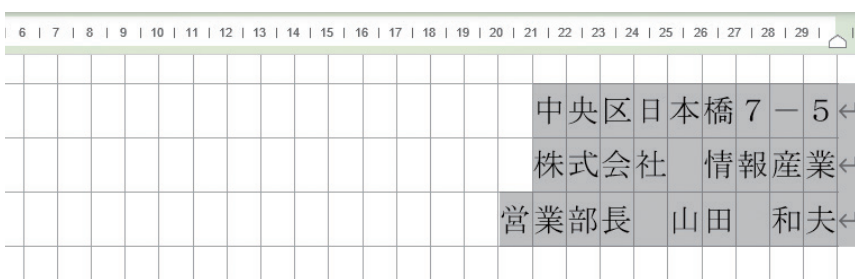 6 | 7 | 8 | 9 | 10 | 11 | 12 | 13 | 14 | 15 | 16 | 17 | 18 | 19 | 20 | 21 | 22 | 23 | 24 | 25 | 26 | 27 | 28 | 29 |
中央区日本橋7－5↵
株式会社　情報産業↵
営業部長　山田　和夫↵